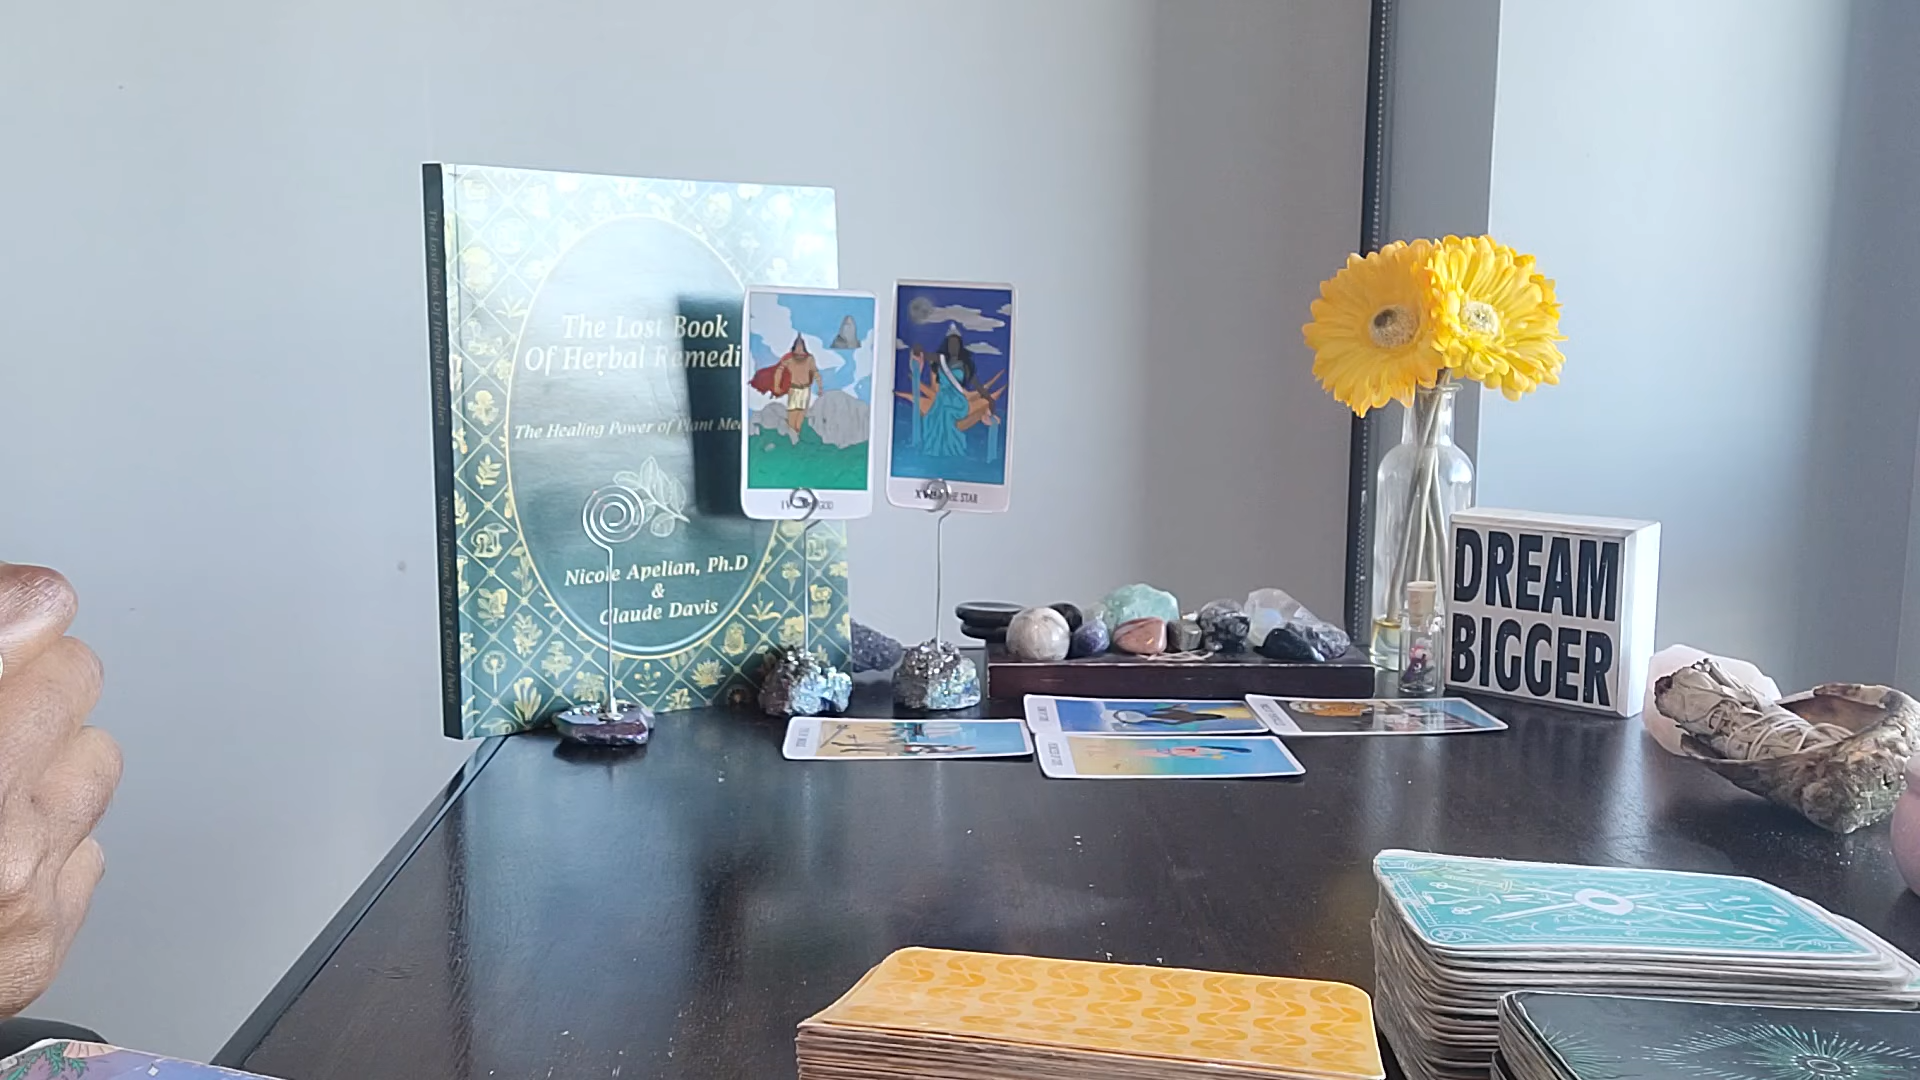 The Lost Book
Of Herbal Remedi
The Healing Power of Plant Med
Nicole Apelian, Ph.D
&
Claude Davis
The Lost Book Of Herbal Remedies
Nicole Apelian, Ph.D & Claude Davis
THE STAR
DREAM
BIGGER